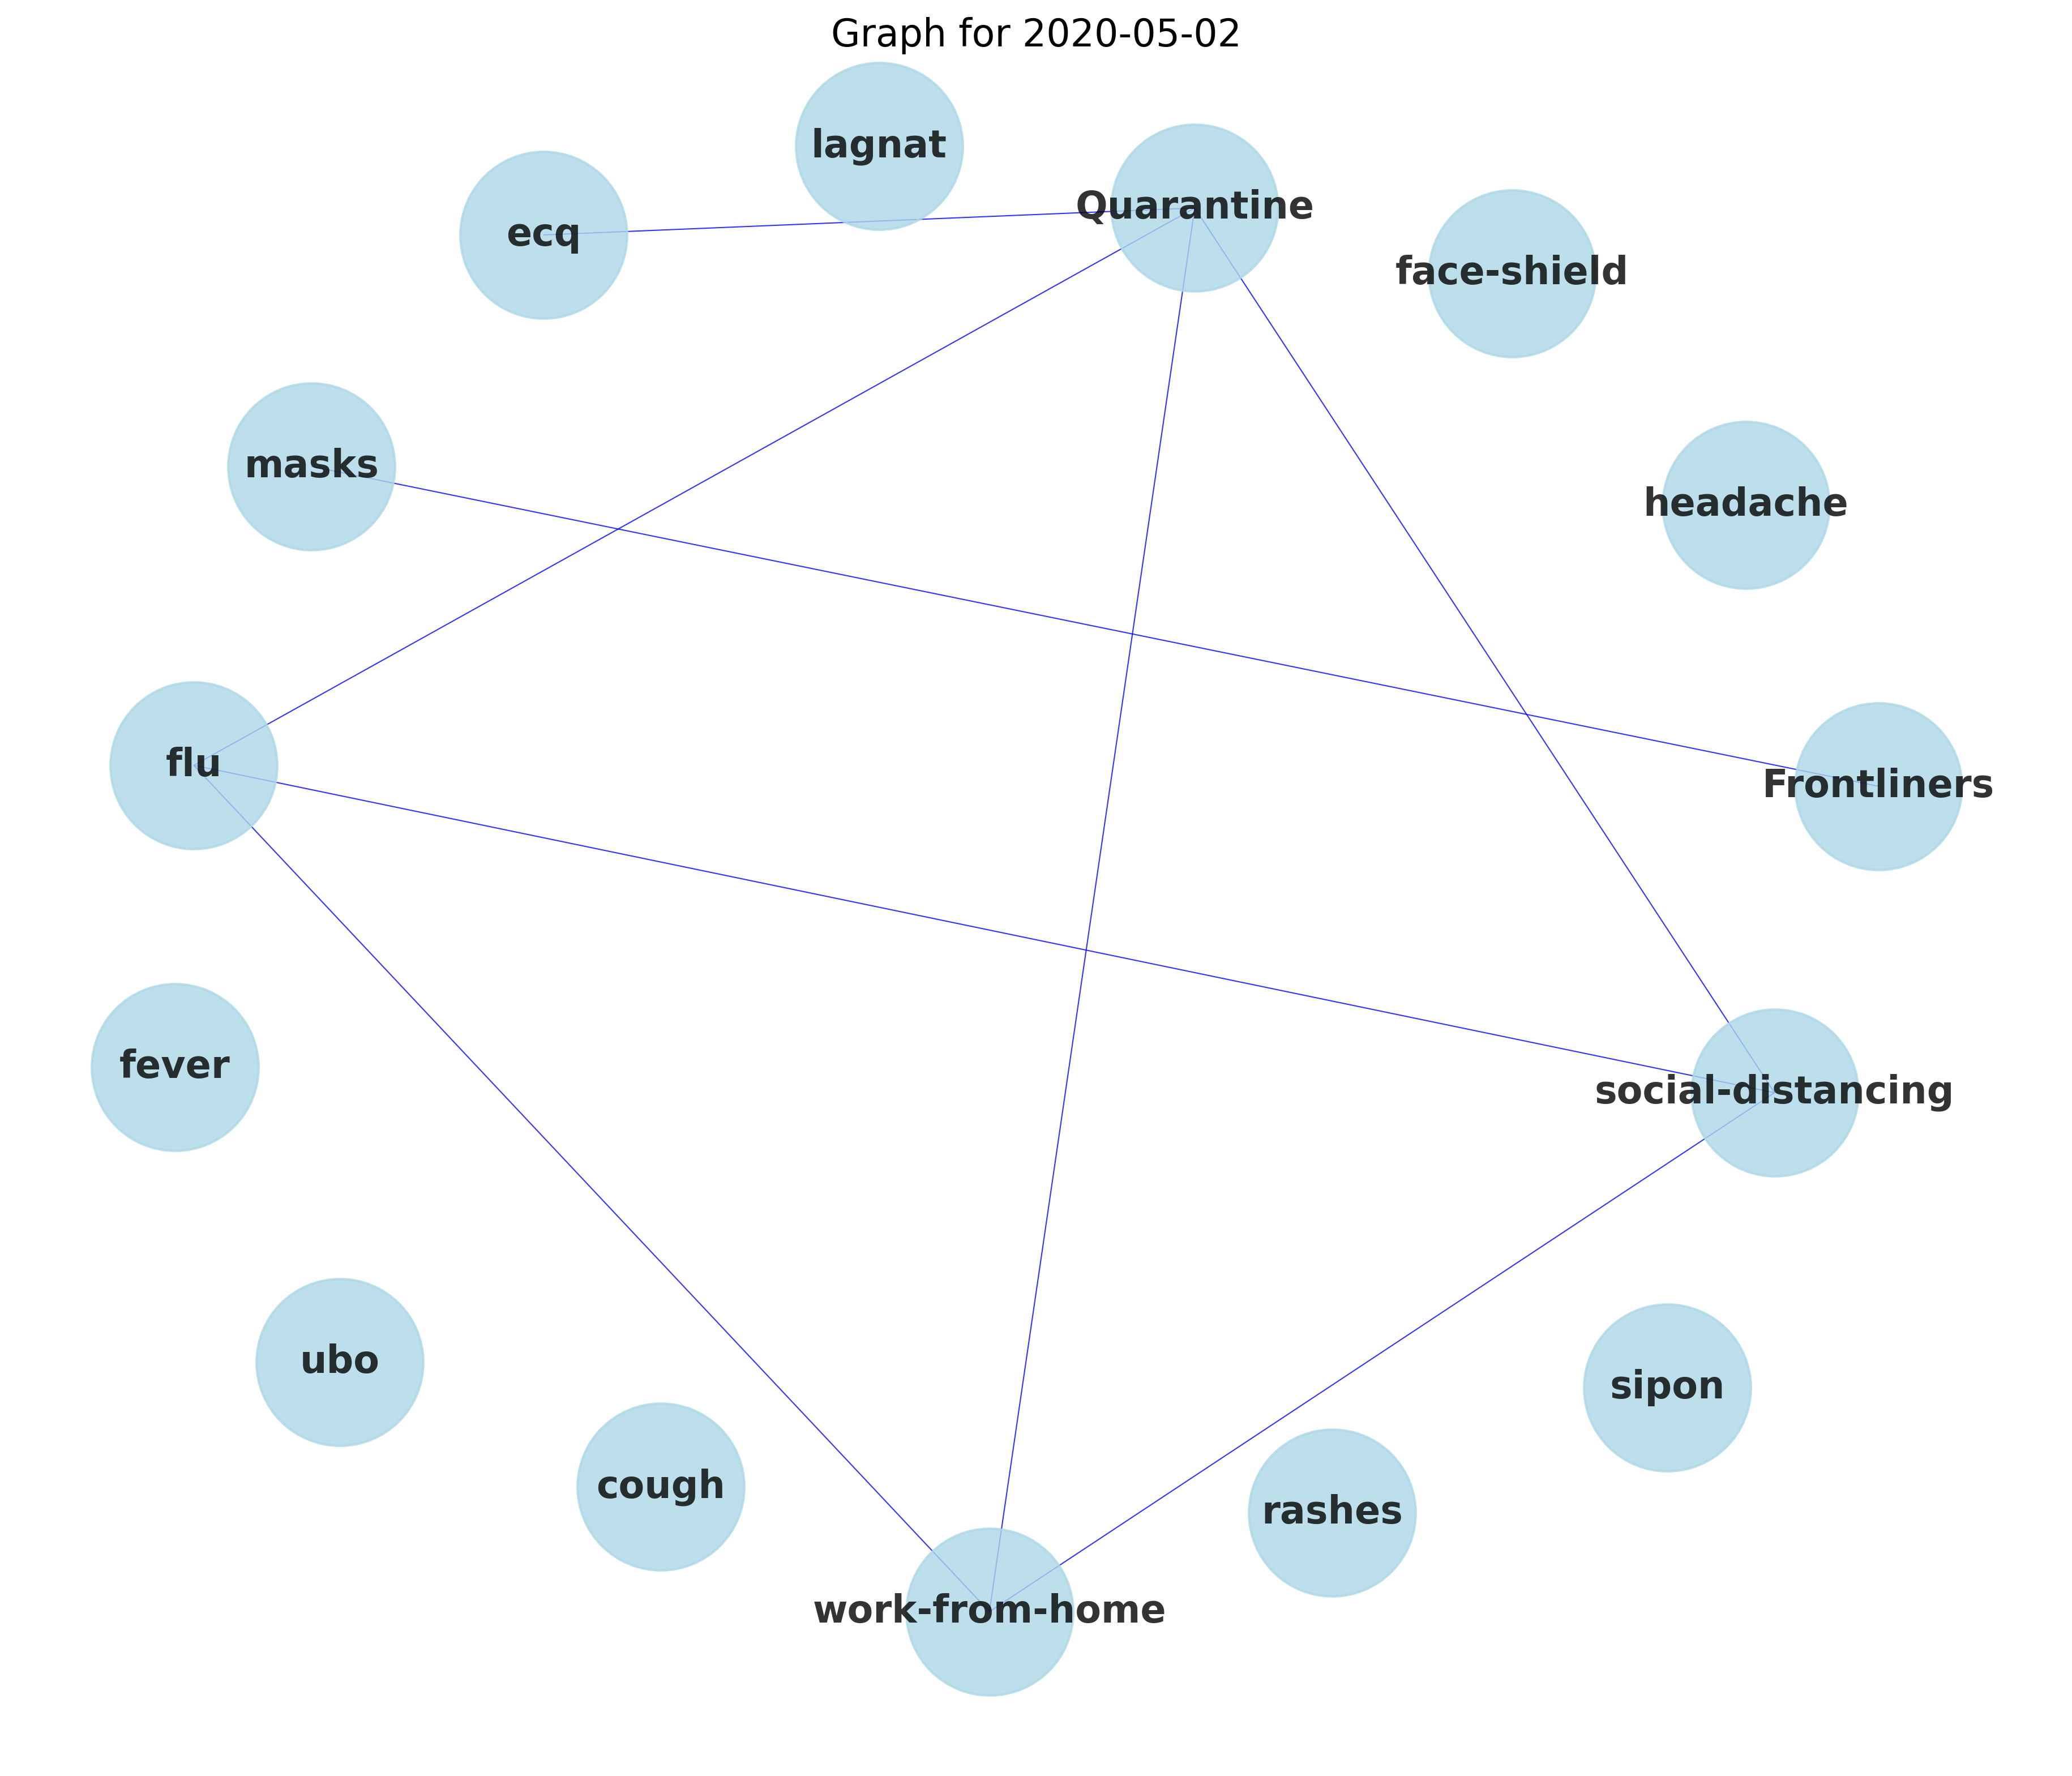 Graph for 2020-05-02
lagnat
Quarantine
ecq
face-shield
masks
headache
flu
Frontliners
fever
social-distancing
ubo
sipon
cough
rashes
work-from-home